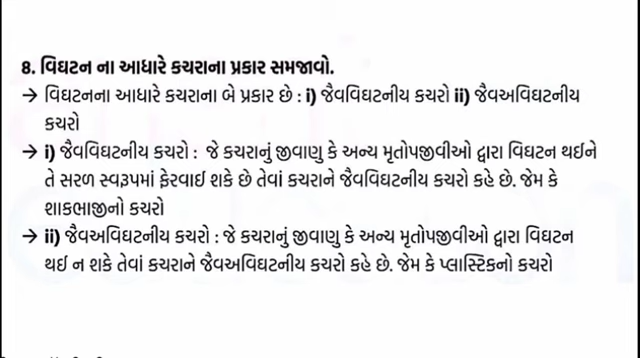 8. વિઘટન ના આધારે કચરાના પ્રકાર સમજાવો.
→ વિઘટનના આધારે કચરાના બે પ્રકાર છે : i) જૈવવિઘટનીય કચરો ii) જૈવઅવિઘટનીય
કચરો
→ i) જૈવવિઘટનીય કચરો : જે કચરાનું જીવાણુ કે અન્ય મૃતોપજીવીઓ દ્વારા વિઘટન થઈને
તે સરળ સ્વરૂપમાં ફેરવાઈ શકે છે તેવાં કચરાને જૈવવિઘટનીય કચરો કહે છે. જેમ કે
શાકભાજીનો કચરો
→ ii) જૈવઅવિઘટનીય કચરો : જે કચરાનું જીવાણુ કે અન્ય મૃતોપજીવીઓ દ્વારા વિઘટન
થઈ ન શકે તેવાં કચરાને જૈવઅવિઘટનીય કચરો કહે છે. જેમ કે પ્લાસ્ટિકનો કચરો